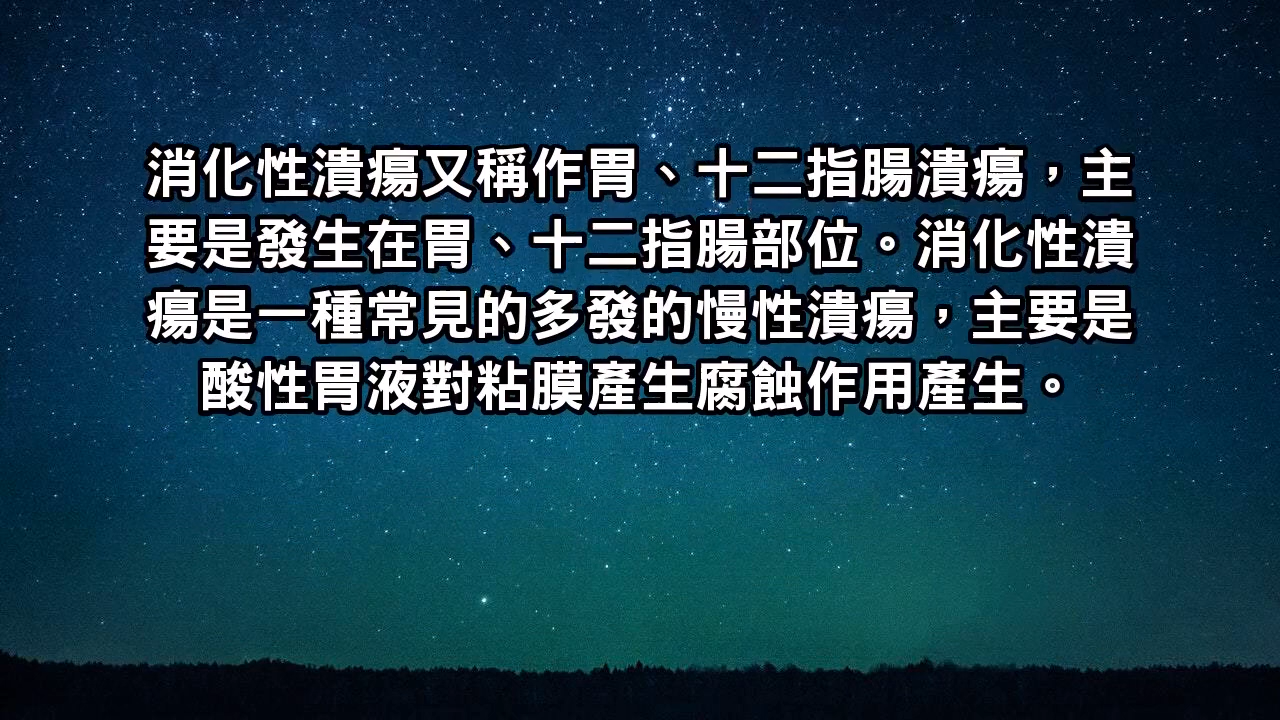 消化性潰瘍又稱作胃、十二指腸潰瘍，主
要是發生在胃、十二指腸部位。消化性潰
瘍是一種常見的多發的慢性潰瘍，主要是
酸性胃液對粘膜產生腐蝕作用產生。